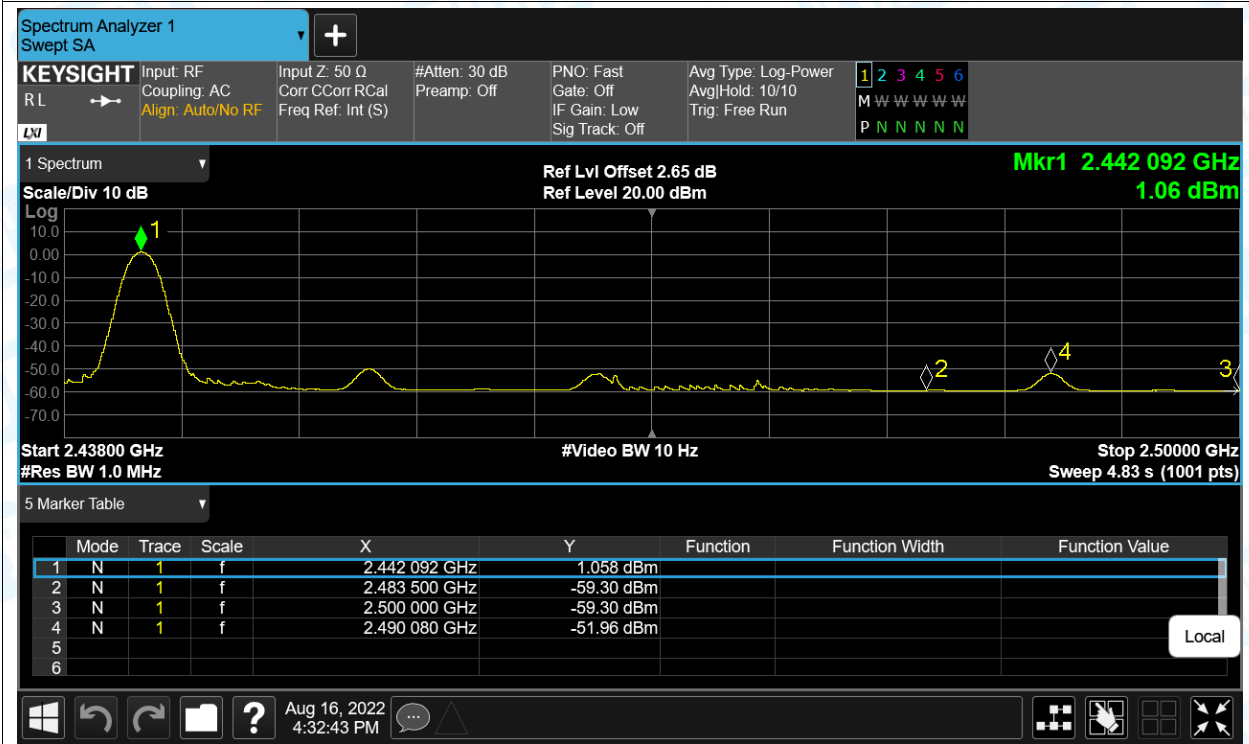 Spectrum Analyzer 1
Swept SA
KEYSIGHT
R L
LXI
Input: RF
Coupling: AC
Align: Auto/No RF
Input Z: 50 Ω
Corr CCorr RCal
Freq Ref: Int (S)
#Atten: 30 dB
Preamp: Off
PNO: Fast
Gate: Off
IF Gain: Low
Sig Track: Off
Avg Type: Log-Power
Avg|Hold: 10/10
Trig: Free Run
1 2 3 4 5 6
M W W W W W
P N N N N N
1 Spectrum
Scale/Div 10 dB
Ref Lvl Offset 2.65 dB
Ref Level 20.00 dBm
Mkr1 2.442 092 GHz
1.06 dBm
Log
10.0
0.00
-10.0
-20.0
-30.0
-40.0
-50.0
-60.0
-70.0
1
2
4
3
Start 2.43800 GHz
#Video BW 10 Hz
Stop 2.50000 GHz
#Res BW 1.0 MHz
Sweep 4.83 s (1001 pts)
5 Marker Table
Mode Trace Scale X Y Function Function Width Function Value
1 N 1 f 2.442 092 GHz 1.058 dBm
2 N 1 f 2.483 500 GHz -59.30 dBm
3 N 1 f 2.500 000 GHz -59.30 dBm
4 N 1 f 2.490 080 GHz -51.96 dBm
5
6
Local
?
Aug 16, 2022
4:32:43 PM